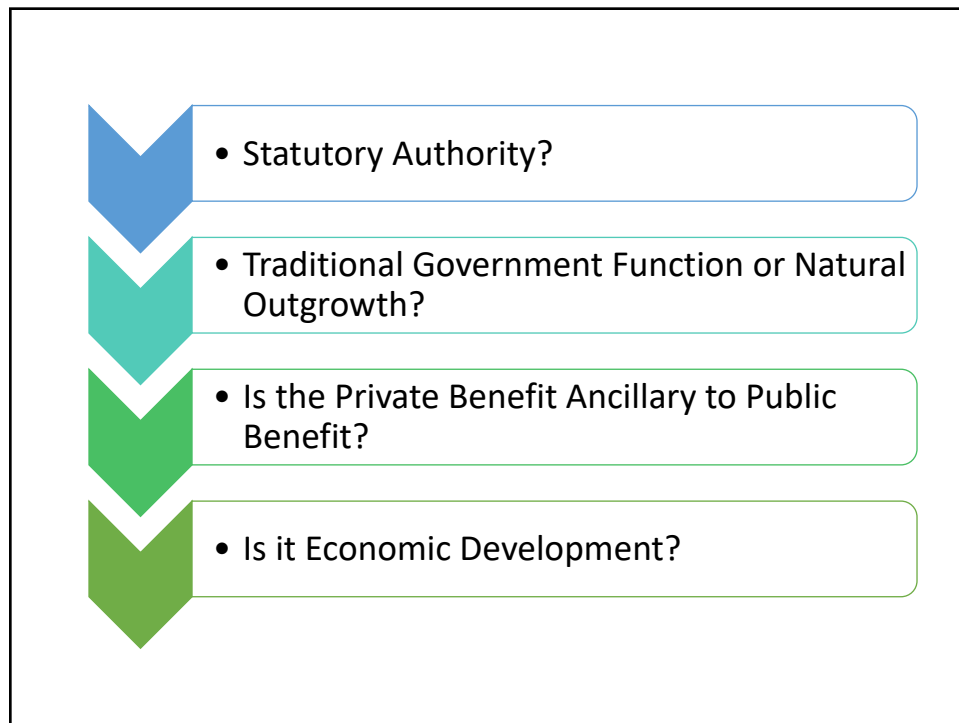 • Statutory Authority?
• Traditional Government Function or Natural
Outgrowth?
• Is the Private Benefit Ancillary to Public
Benefit?
• Is it Economic Development?